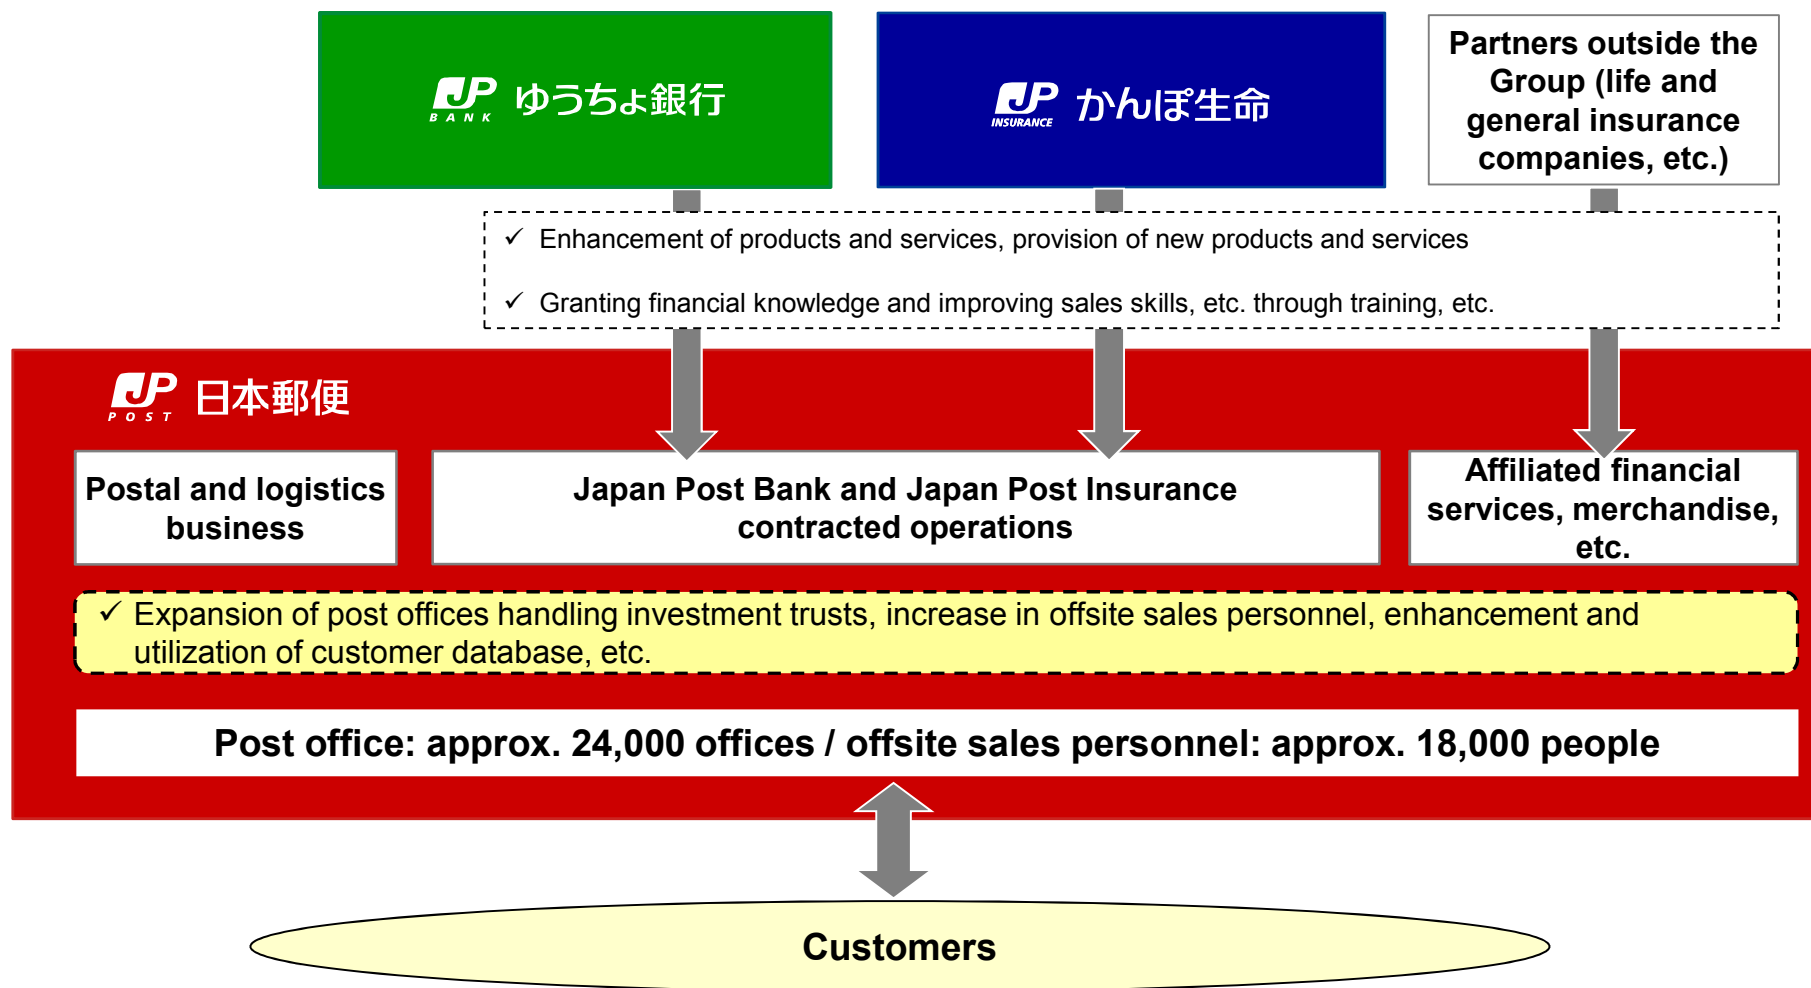 JP
BANK
ゆうちょ銀行
JP
INSURANCE
かんぽ生命
Partners outside the
Group (life and
general insurance
companies, etc.)
✓ Enhancement of products and services, provision of new products and services
✓ Granting financial knowledge and improving sales skills, etc. through training, etc.
JP
POST
日本郵便
Postal and logistics
business
Japan Post Bank and Japan Post Insurance
contracted operations
Affiliated financial
services, merchandise,
etc.
✓ Expansion of post offices handling investment trusts, increase in offsite sales personnel, enhancement and
utilization of customer database, etc.
Post office: approx. 24,000 offices / offsite sales personnel: approx. 18,000 people
Customers